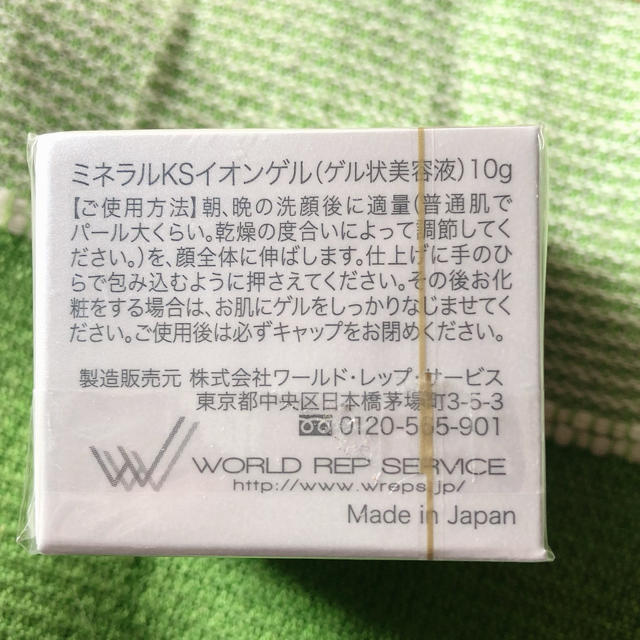 ミネラルKSイオンゲル(ゲル状美容液)10g
【ご使用方法】朝、晩の洗顔後に適量(普通肌で
パール大くらい。乾燥の度合いによって調節してく
ださい。)を、顔全体に伸ばします。仕上げに手のひ
らで包み込むように押さえてください。その後お化
粧をする場合は、お肌にゲルをしっかりなじませてく
ださい。ご使用後は必ずキャップをお閉めください。
製造販売元 株式会社ワールド・レップ・サービス
東京都中央区日本橋茅場町3-5-3
0120-565-901
WORLD REP SERVICE
http://www.wreps.jp/
Made in Japan